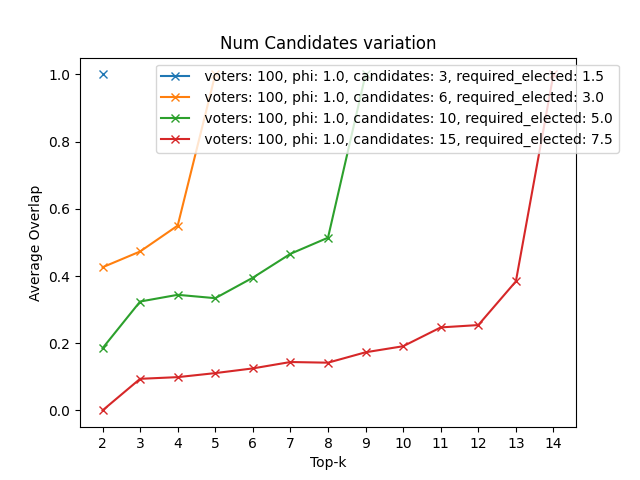 Num Candidates variation
voters: 100, phi: 1.0, candidates: 3, required_elected: 1.5
voters: 100, phi: 1.0, candidates: 6, required_elected: 3.0
voters: 100, phi: 1.0, candidates: 10, required_elected: 5.0
voters: 100, phi: 1.0, candidates: 15, required_elected: 7.5
Average Overlap
1.0
0.8
0.6
0.4
0.2
0.0
2 3 4 5 6 7 8 9 10 11 12 13 14
Top-k